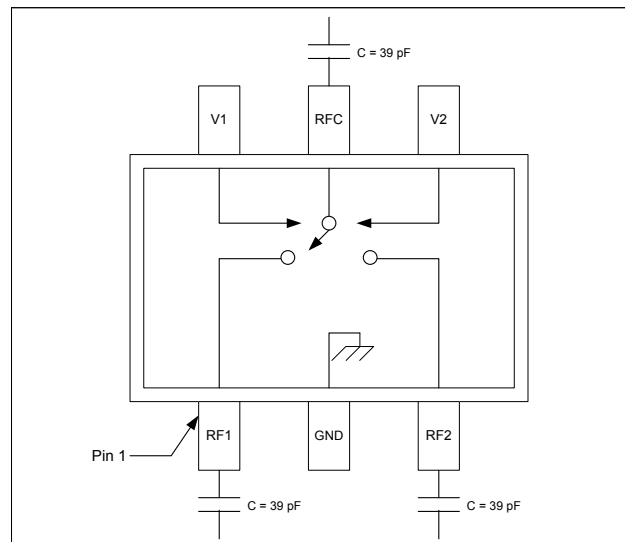 C = 39 pF
V1
RFC
V2
RF1
GND
RF2
Pin 1
C = 39 pF
C = 39 pF